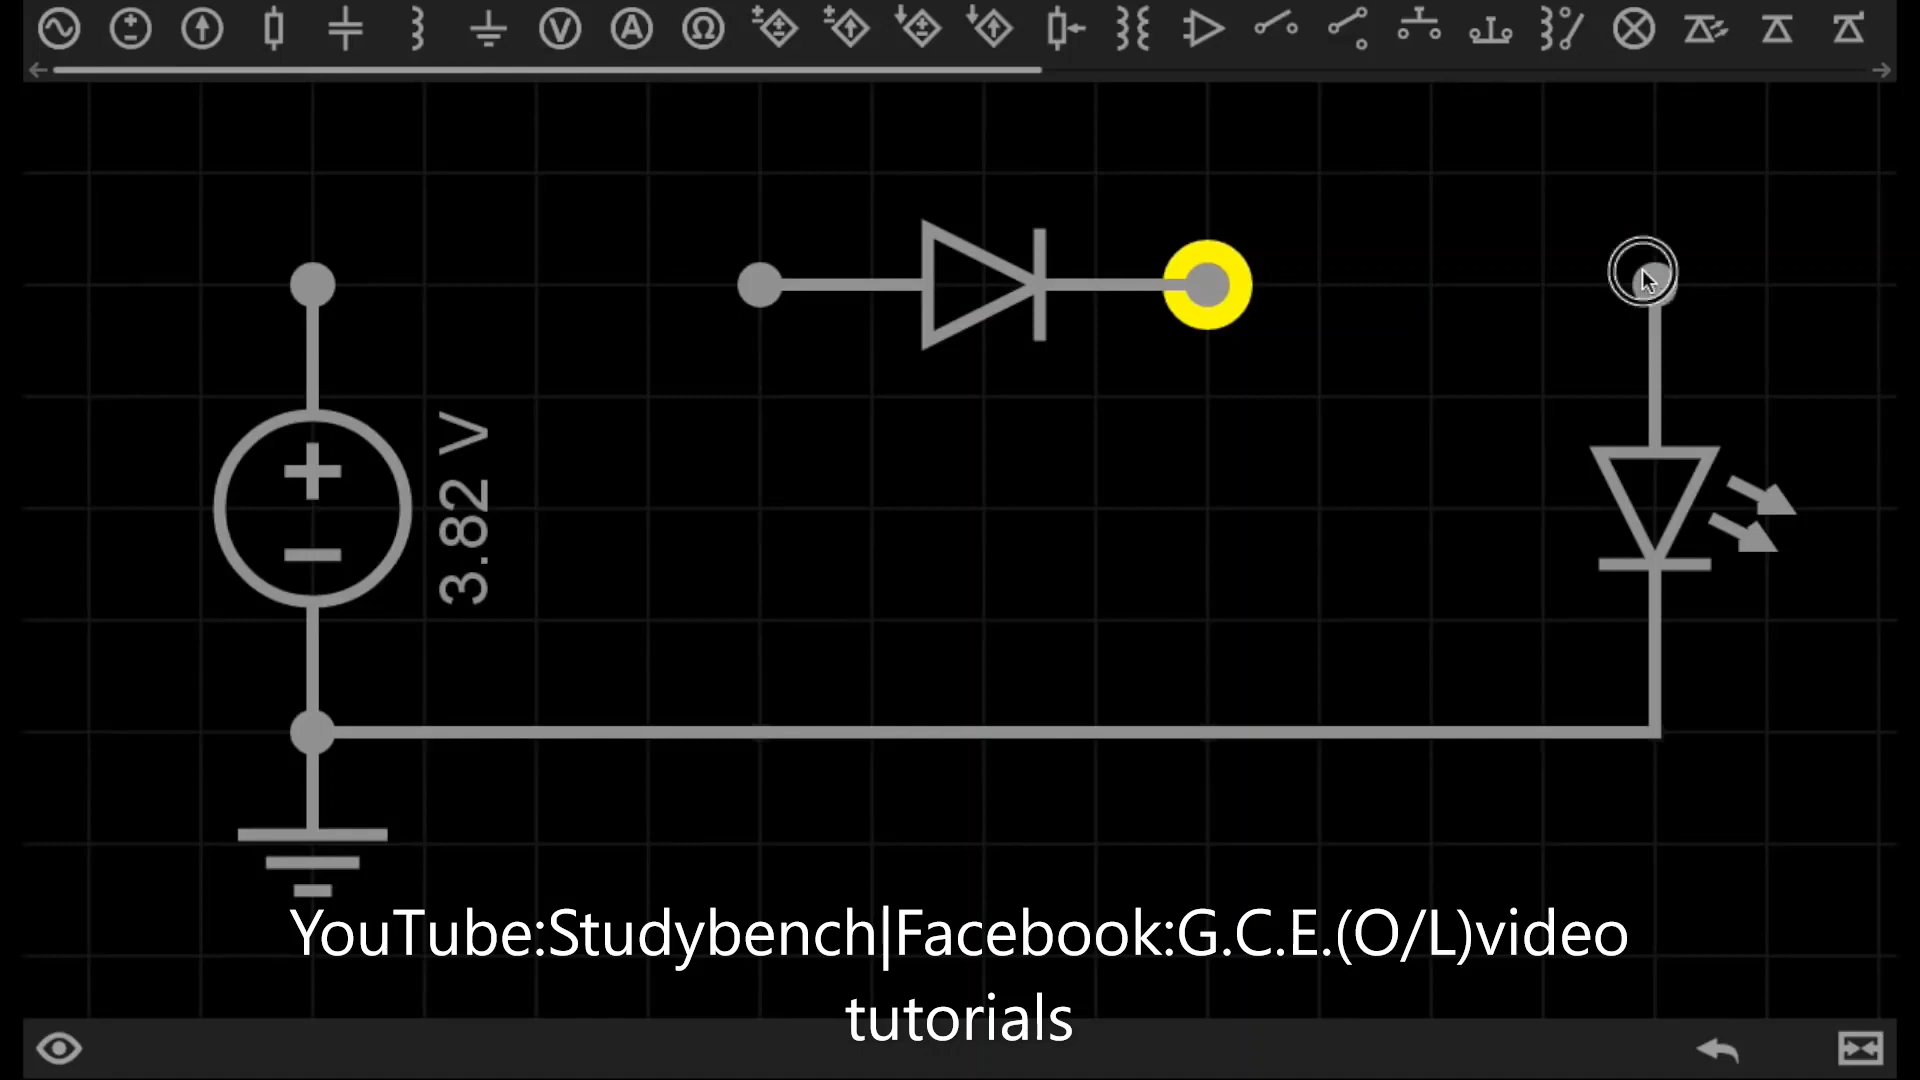 V
A
Ω
3.82 V
YouTube:Studybench|Facebook:G.C.E.(O/L)video
tutorials